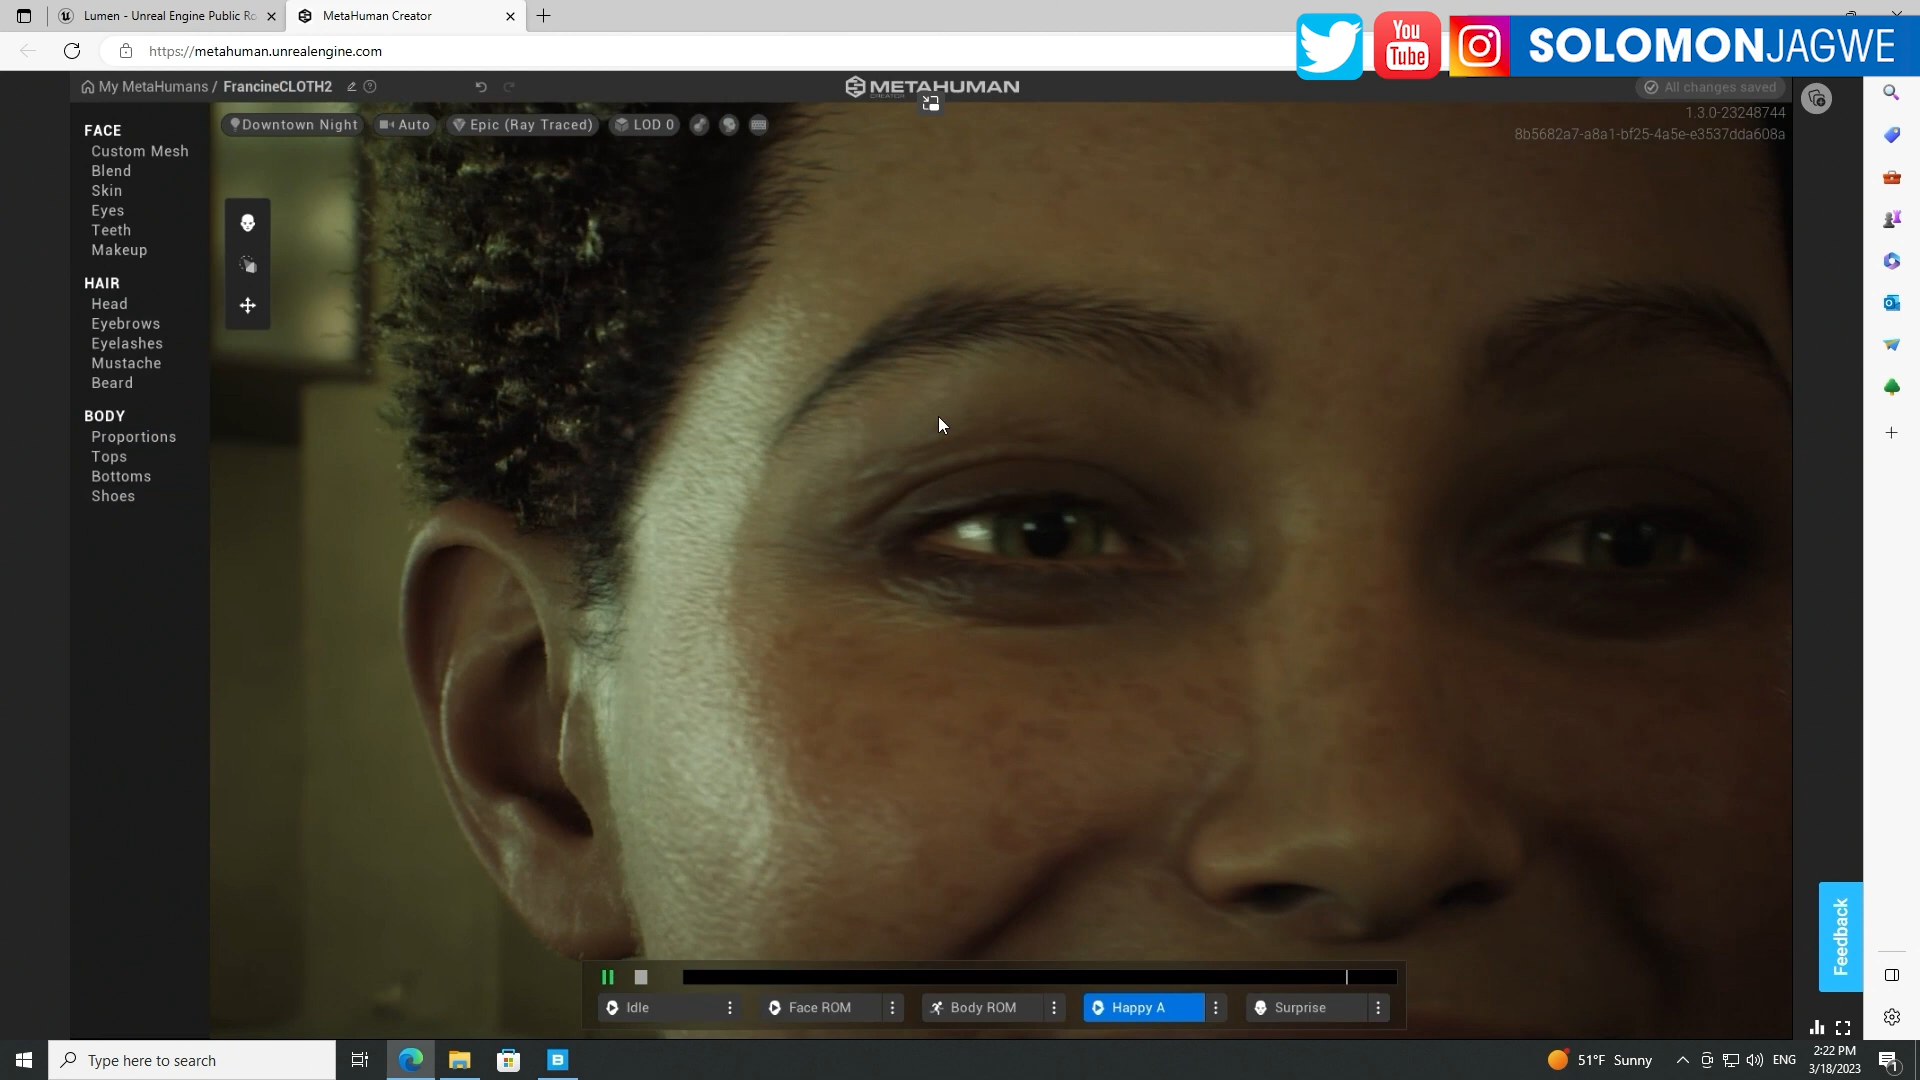 Lumen - Unreal Engine Public Ro
MetaHuman Creator
https://metahuman.unrealengine.com
You
Tube
SOLOMONJAGWE
My MetaHumans / FrancineCLOTH2
METAHUMAN
CREATOR
All changes saved
1.3.0-23248744
8b5682a7-a8a1-bf25-4a5e-e3537dda608a
Downtown Night
Auto
Epic (Ray Traced)
LOD 0
FACE
Custom Mesh
Blend
Skin
Eyes
Teeth
Makeup
HAIR
Head
Eyebrows
Eyelashes
Mustache
Beard
BODY
Proportions
Tops
Bottoms
Shoes
Feedback
Idle
Face ROM
Body ROM
Happy A
Surprise
Type here to search
B
51°F Sunny
ENG
2:22 PM
3/18/2023
1